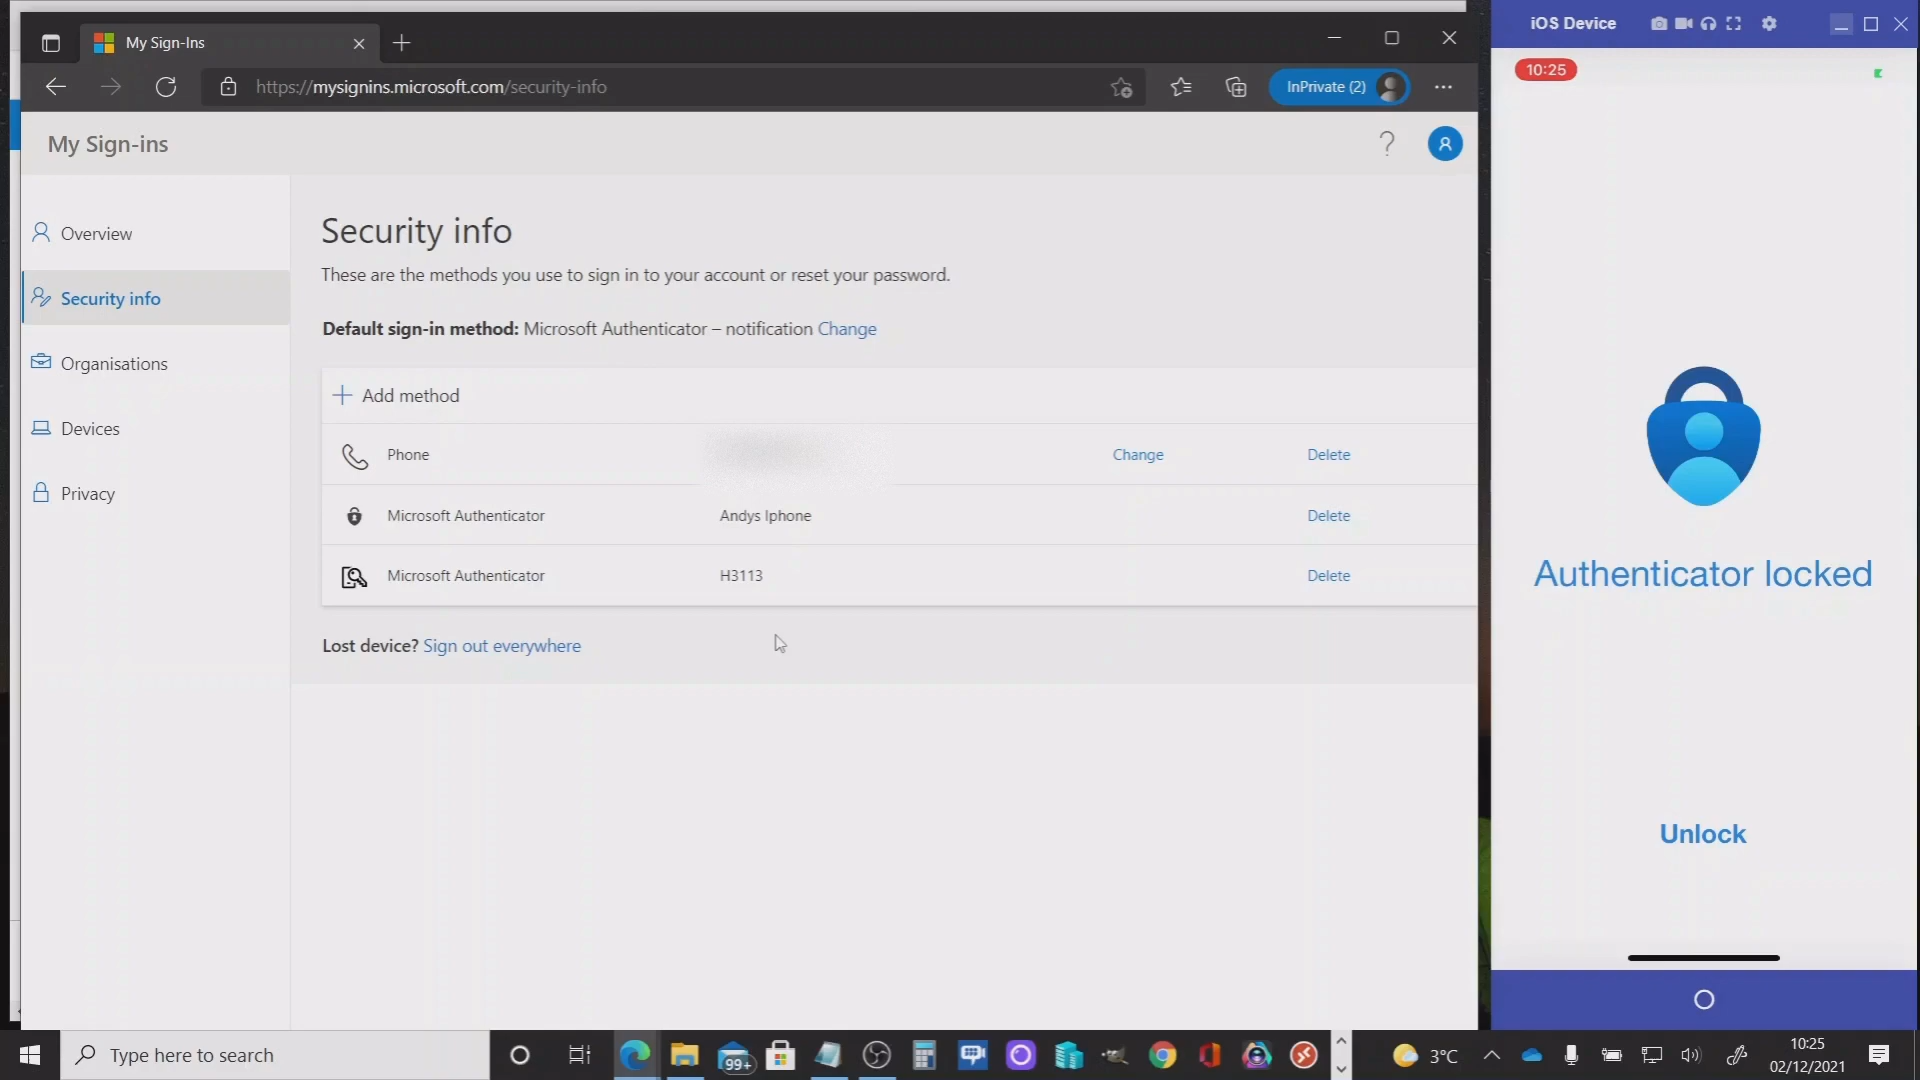 My Sign-Ins
https://mysignins.microsoft.com/security-info
InPrivate (2)
My Sign-ins
Overview
Security info
Organisations
Devices
Privacy
Security info
These are the methods you use to sign in to your account or reset your password.
Default sign-in method: Microsoft Authenticator – notification Change
Add method
Phone Change Delete
Microsoft Authenticator Andys Iphone Delete
Microsoft Authenticator H3113 Delete
Lost device? Sign out everywhere
iOS Device
10:25
Authenticator locked
Unlock
Type here to search
99+
3°C
10:25
02/12/2021